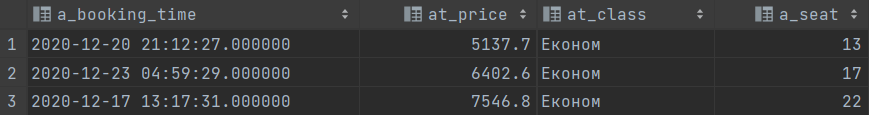 a_booking_time at_price at_class a_seat
1 2020-12-20 21:12:27.000000 5137.7 Економ 13
2 2020-12-23 04:59:29.000000 6402.6 Економ 17
3 2020-12-17 13:17:31.000000 7546.8 Економ 22